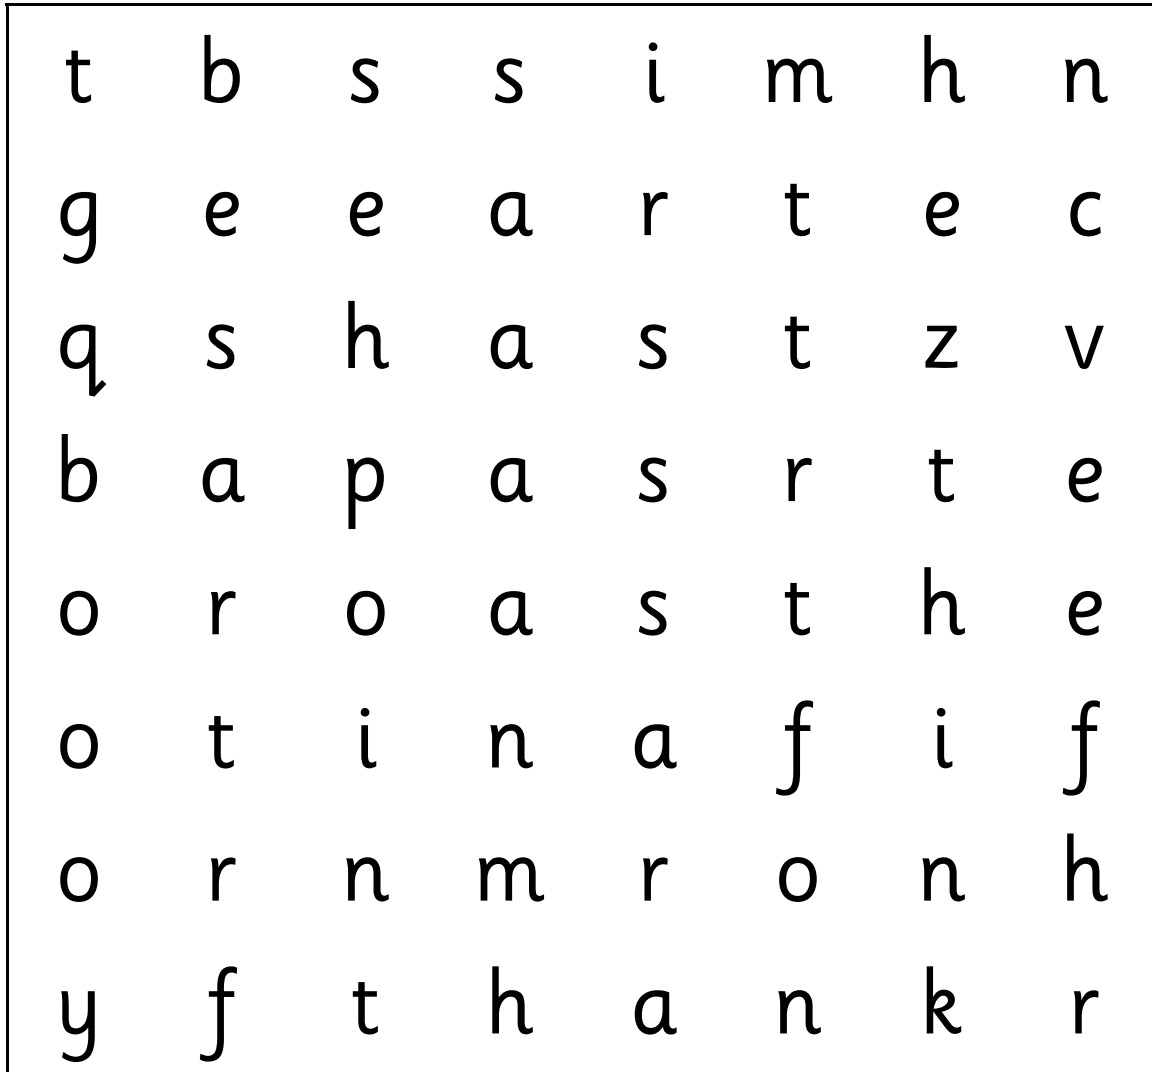 t b s s i m h n
g e e a r t e c
q s h a s t z v
b a p a s r t e
o r o a s t h e
o t i n a f i f
o r n m r o n h
y f t h a n k r